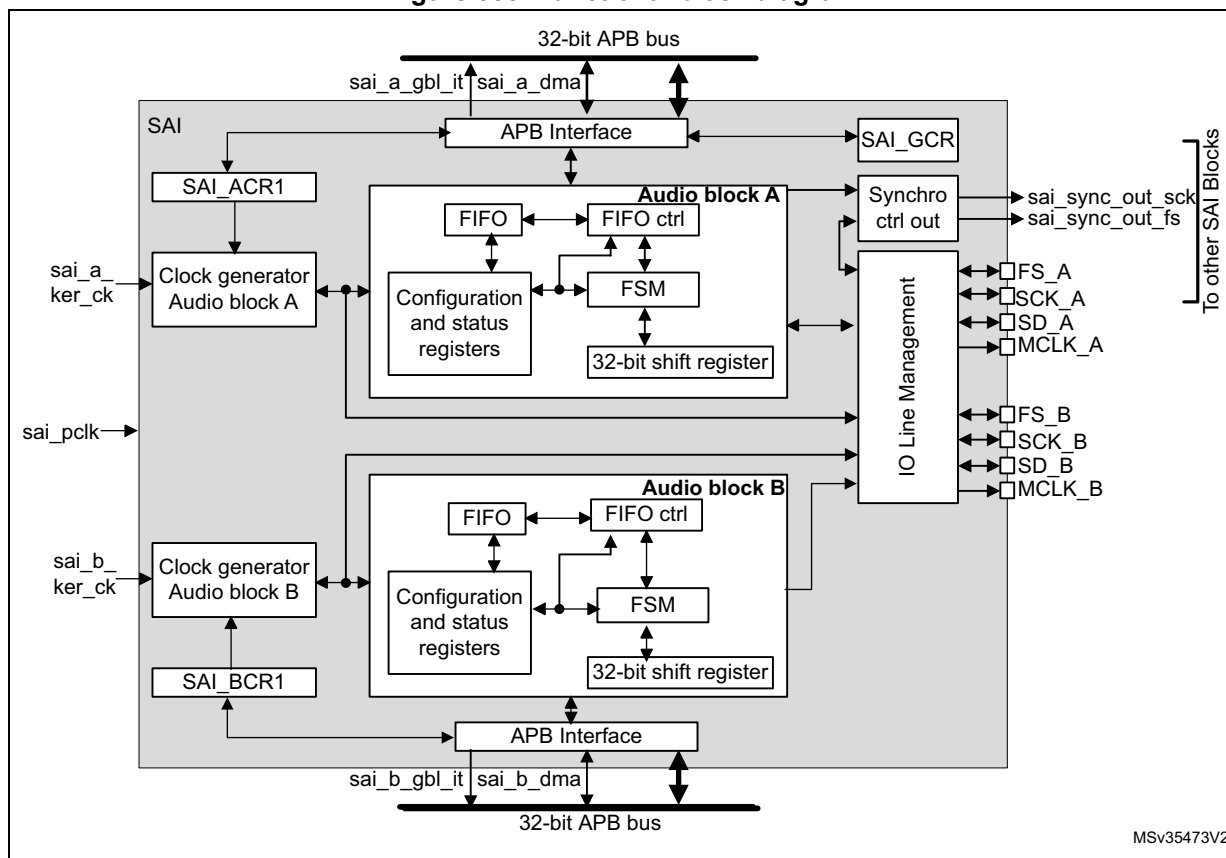 32-bit APB bus
sai_a_gbl_it sai_a_dma
SAI
APB Interface
SAI_GCR
SAI_ACR1
Audio block A
FIFO
FIFO ctrl
Synchro
ctrl out
sai_sync_out_sck
sai_sync_out_fs
To other SAI Blocks
sai_a_
ker_ck
Clock generator
Audio block A
Configuration
and status
registers
FSM
32-bit shift register
IO Line Management
FS_A
SCK_A
SD_A
MCLK_A
sai_pclk
FS_B
SCK_B
SD_B
MCLK_B
Audio block B
FIFO
FIFO ctrl
sai_b_
ker_ck
Clock generator
Audio block B
Configuration
and status
registers
FSM
32-bit shift register
SAI_BCR1
APB Interface
sai_b_gbl_it sai_b_dma
32-bit APB bus
MSv35473V2